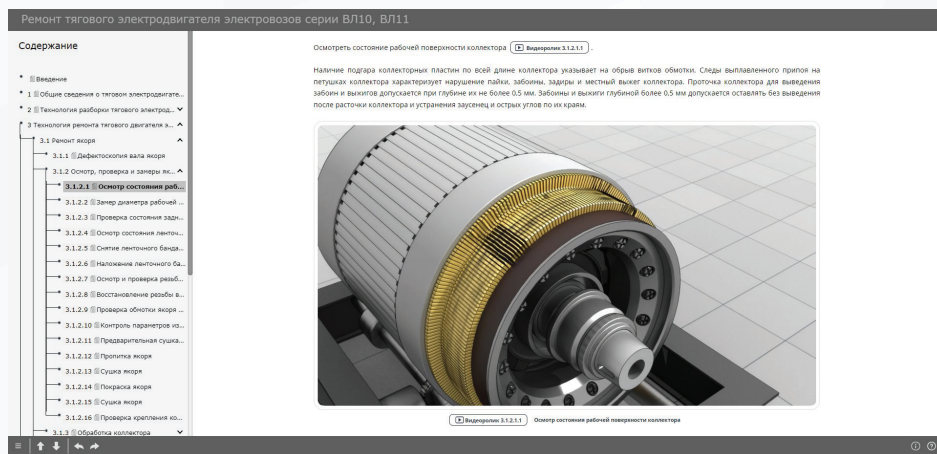 Ремонт тягового электродвигателя электровозов серии ВЛ10, ВЛ11
Содержание
Введение
1 Общие сведения о тяговом электродвигате...
2 Технология разборки тягового электрод...
3 Технология ремонта тягового двигателя э...
3.1 Ремонт якоря
3.1.1 Дефектоскопия вала якоря
3.1.2 Осмотр, проверка и замеры як...
3.1.2.1 Осмотр состояния раб...
3.1.2.2 Замер диаметра рабочей ...
3.1.2.3 Проверка состояния задн...
3.1.2.4 Осмотр состояния ленточ...
3.1.2.5 Снятие ленточного банда...
3.1.2.6 Наложение ленточного ба...
3.1.2.7 Осмотр и проверка резьб...
3.1.2.8 Восстановление резьбы в...
3.1.2.9 Проверка обмотки якоря ...
3.1.2.10 Контроль параметров из...
3.1.2.11 Предварительная сушка...
3.1.2.12 Пропитка якоря
3.1.2.13 Сушка якоря
3.1.2.14 Покраска якоря
3.1.2.15 Сушка якоря
3.1.2.16 Проверка крепления ко...
3.1.3 Обработка коллектора
Осмотреть состояние рабочей поверхности коллектора Видеоролик 3.1.2.1.1 .
Наличие подгара коллекторных пластин по всей длине коллектора указывает на обрыв витков обмотки. Следы выплавленного припоя на
петушках коллектора характеризует нарушение пайки, забоины, задиры и местный выжег коллектора. Проточка коллектора для выведения
забоин и выжигов допускается при глубине их не более 0,5 мм. Забоины и выжиги глубиной более 0,5 мм допускается оставлять без выведения
после расточки коллектора и устранения заусенец и острых углов по их краям.
Видеоролик 3.1.2.1.1 Осмотр состояния рабочей поверхности коллектора